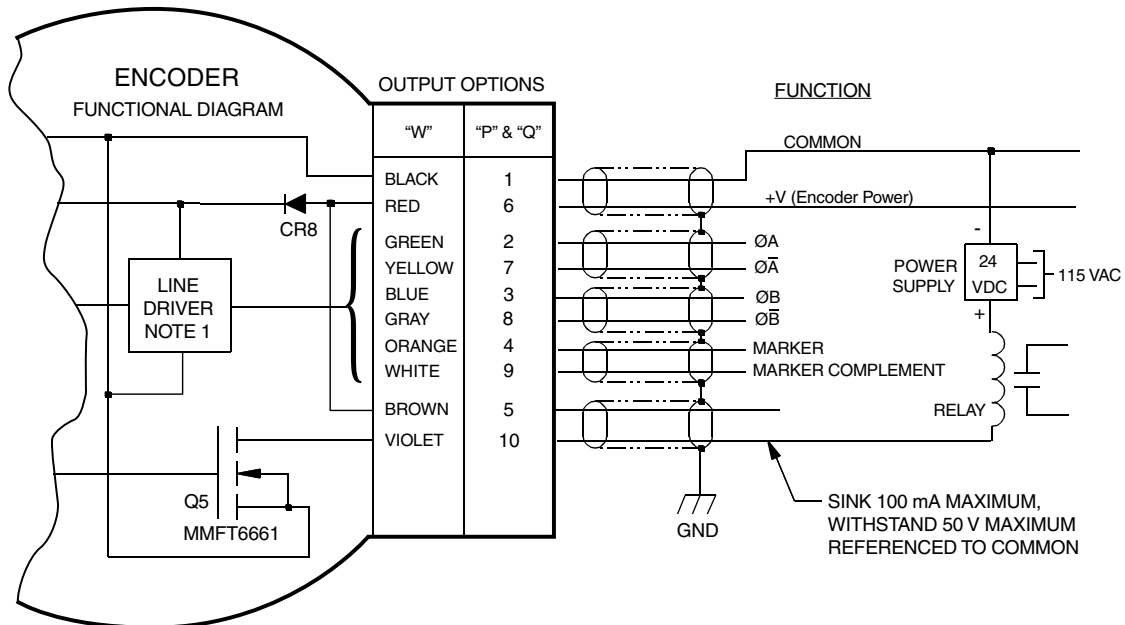 ENCODER
FUNCTIONAL DIAGRAM
OUTPUT OPTIONS
FUNCTION
“W”
“P” & “Q”
COMMON
BLACK
1
RED
6
+V (Encoder Power)
CR8
GREEN
2
ØA
YELLOW
7
ØA̅
BLUE
3
ØB
GRAY
8
ØB̅
ORANGE
4
MARKER
WHITE
9
MARKER COMPLEMENT
BROWN
5
VIOLET
10
LINE
DRIVER
NOTE 1
-
POWER
SUPPLY
24
VDC
115 VAC
+
RELAY
Q5
MMFT6661
GND
SINK 100 mA MAXIMUM,
WITHSTAND 50 V MAXIMUM
REFERENCED TO COMMON